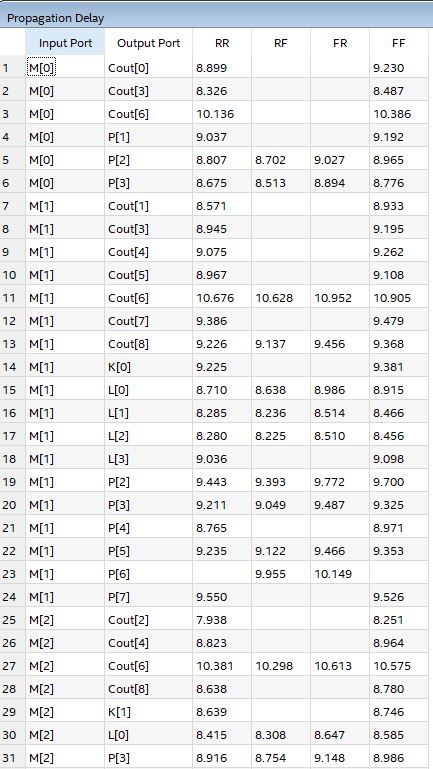 Propagation Delay
Input Port Output Port RR RF FR FF
1 M[0] Cout[0] 8.899 9.230
2 M[0] Cout[3] 8.326 8.487
3 M[0] Cout[6] 10.136 10.386
4 M[0] P[1] 9.037 9.192
5 M[0] P[2] 8.807 8.702 9.027 8.965
6 M[0] P[3] 8.675 8.513 8.894 8.776
7 M[1] Cout[1] 8.571 8.933
8 M[1] Cout[3] 8.945 9.195
9 M[1] Cout[4] 9.075 9.262
10 M[1] Cout[5] 8.967 9.108
11 M[1] Cout[6] 10.676 10.628 10.952 10.905
12 M[1] Cout[7] 9.386 9.479
13 M[1] Cout[8] 9.226 9.137 9.456 9.368
14 M[1] K[0] 9.225 9.381
15 M[1] L[0] 8.710 8.638 8.986 8.915
16 M[1] L[1] 8.285 8.236 8.514 8.466
17 M[1] L[2] 8.280 8.225 8.510 8.456
18 M[1] L[3] 9.036 9.098
19 M[1] P[2] 9.443 9.393 9.772 9.700
20 M[1] P[3] 9.211 9.049 9.487 9.325
21 M[1] P[4] 8.765 8.971
22 M[1] P[5] 9.235 9.122 9.466 9.353
23 M[1] P[6] 9.955 10.149
24 M[1] P[7] 9.550 9.526
25 M[2] Cout[2] 7.938 8.251
26 M[2] Cout[4] 8.823 8.964
27 M[2] Cout[6] 10.381 10.298 10.613 10.575
28 M[2] Cout[8] 8.638 8.780
29 M[2] K[1] 8.639 8.746
30 M[2] L[0] 8.415 8.308 8.647 8.585
31 M[2] P[3] 8.916 8.754 9.148 8.986